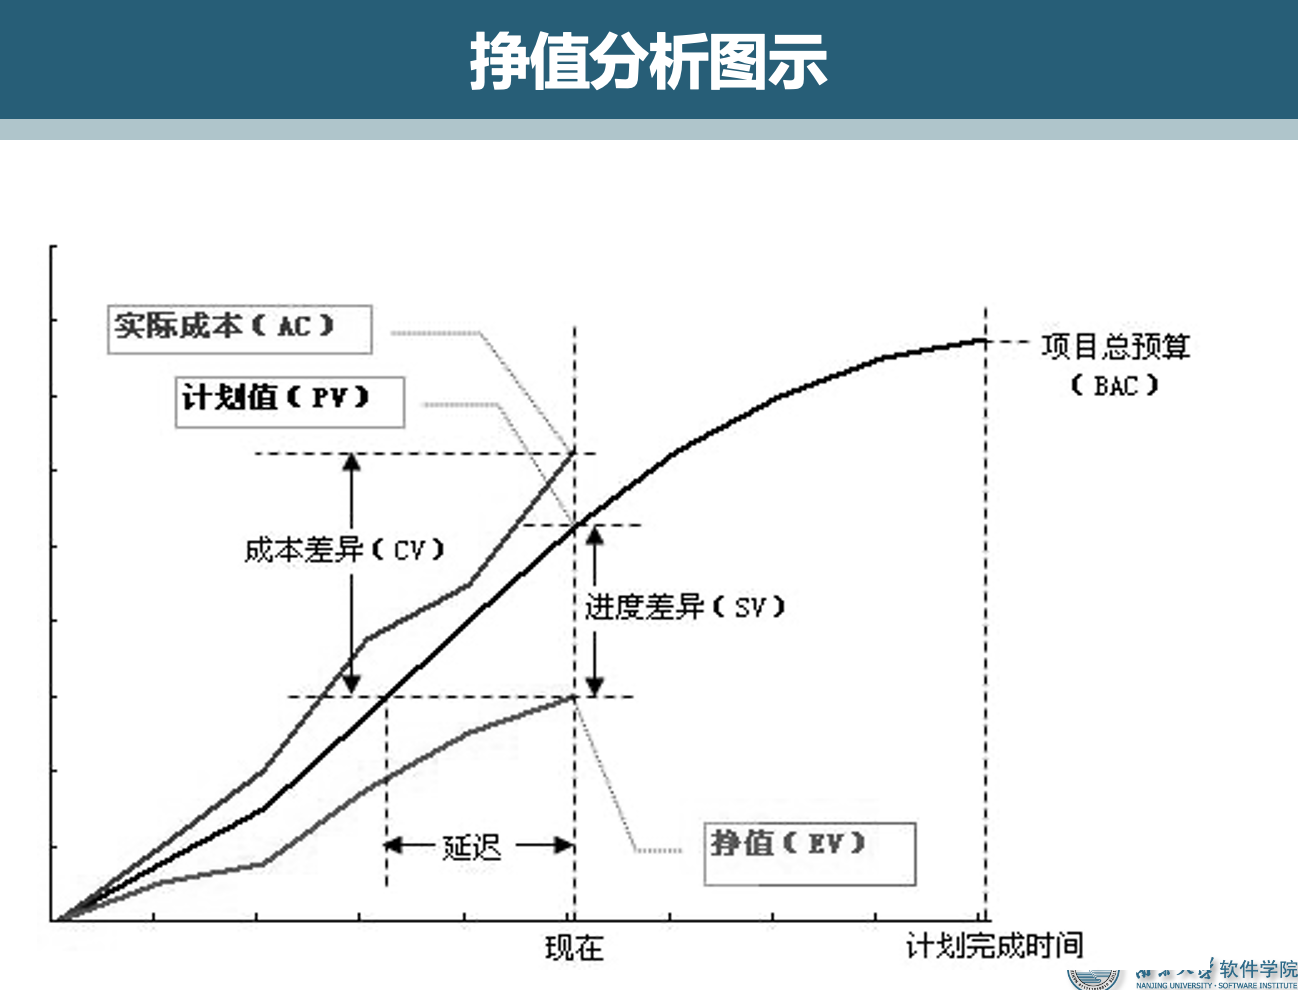 挣值分析图示
实际成本（AC）
计划值（PV）
项目总预算
（BAC）
成本差异（CV）
进度差异（SV）
延迟
挣值（EV）
现在
计划完成时间
软件学院
NANJING UNIVERSITY · SOFTWARE INSTITUTE